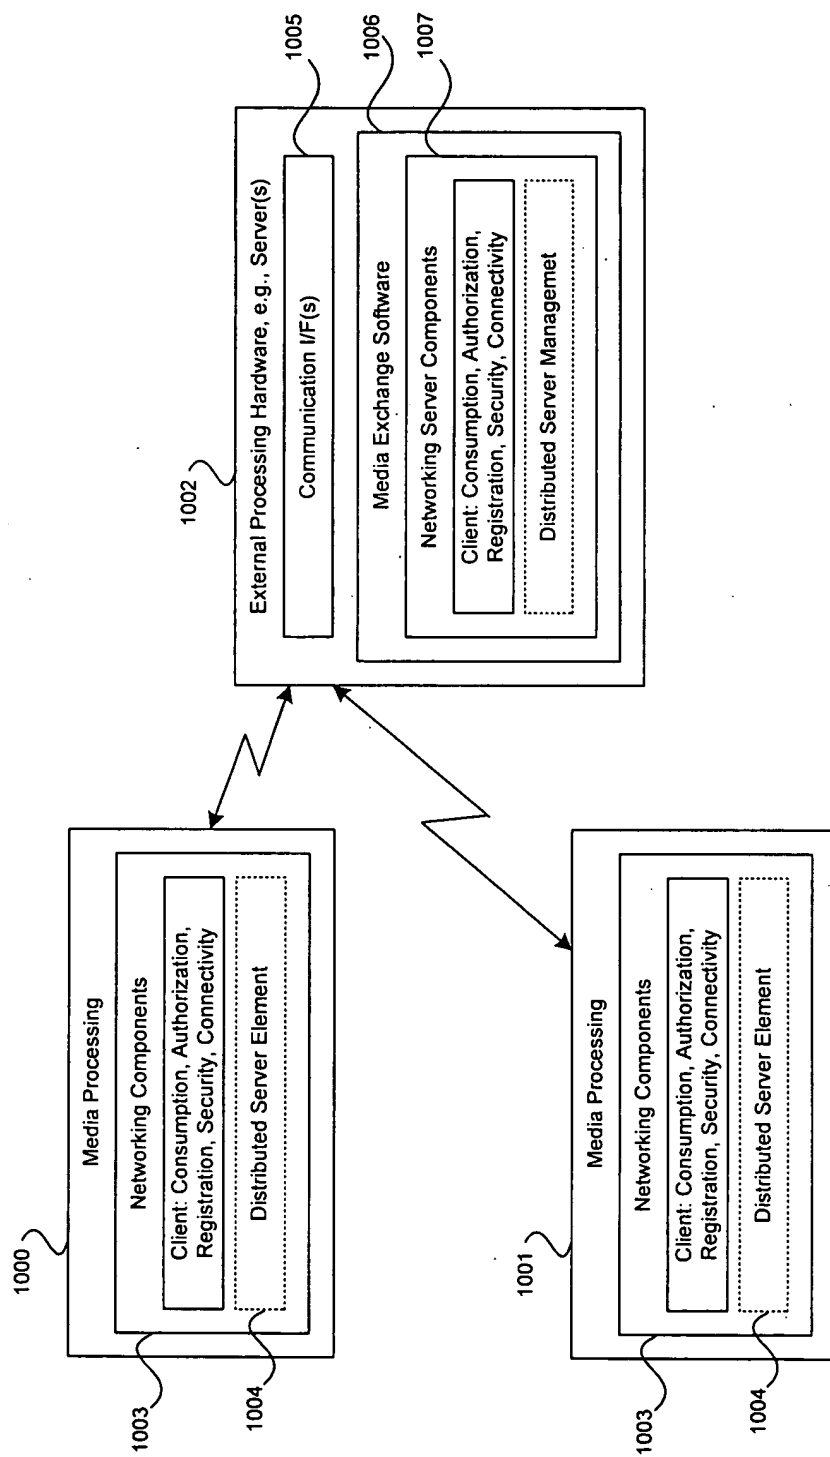 1000
Media Processing
Networking Components
Client: Consumption, Authorization,
Registration, Security, Connectivity
Distributed Server Element
1003
1004
1001
Media Processing
Networking Components
Client: Consumption, Authorization,
Registration, Security, Connectivity
Distributed Server Element
1003
1004
1002
External Processing Hardware, e.g., Server(s)
Communication I/F(s)
Media Exchange Software
Networking Server Components
Client: Consumption, Authorization,
Registration, Security, Connectivity
Distributed Server Managemet
1005
1006
1007